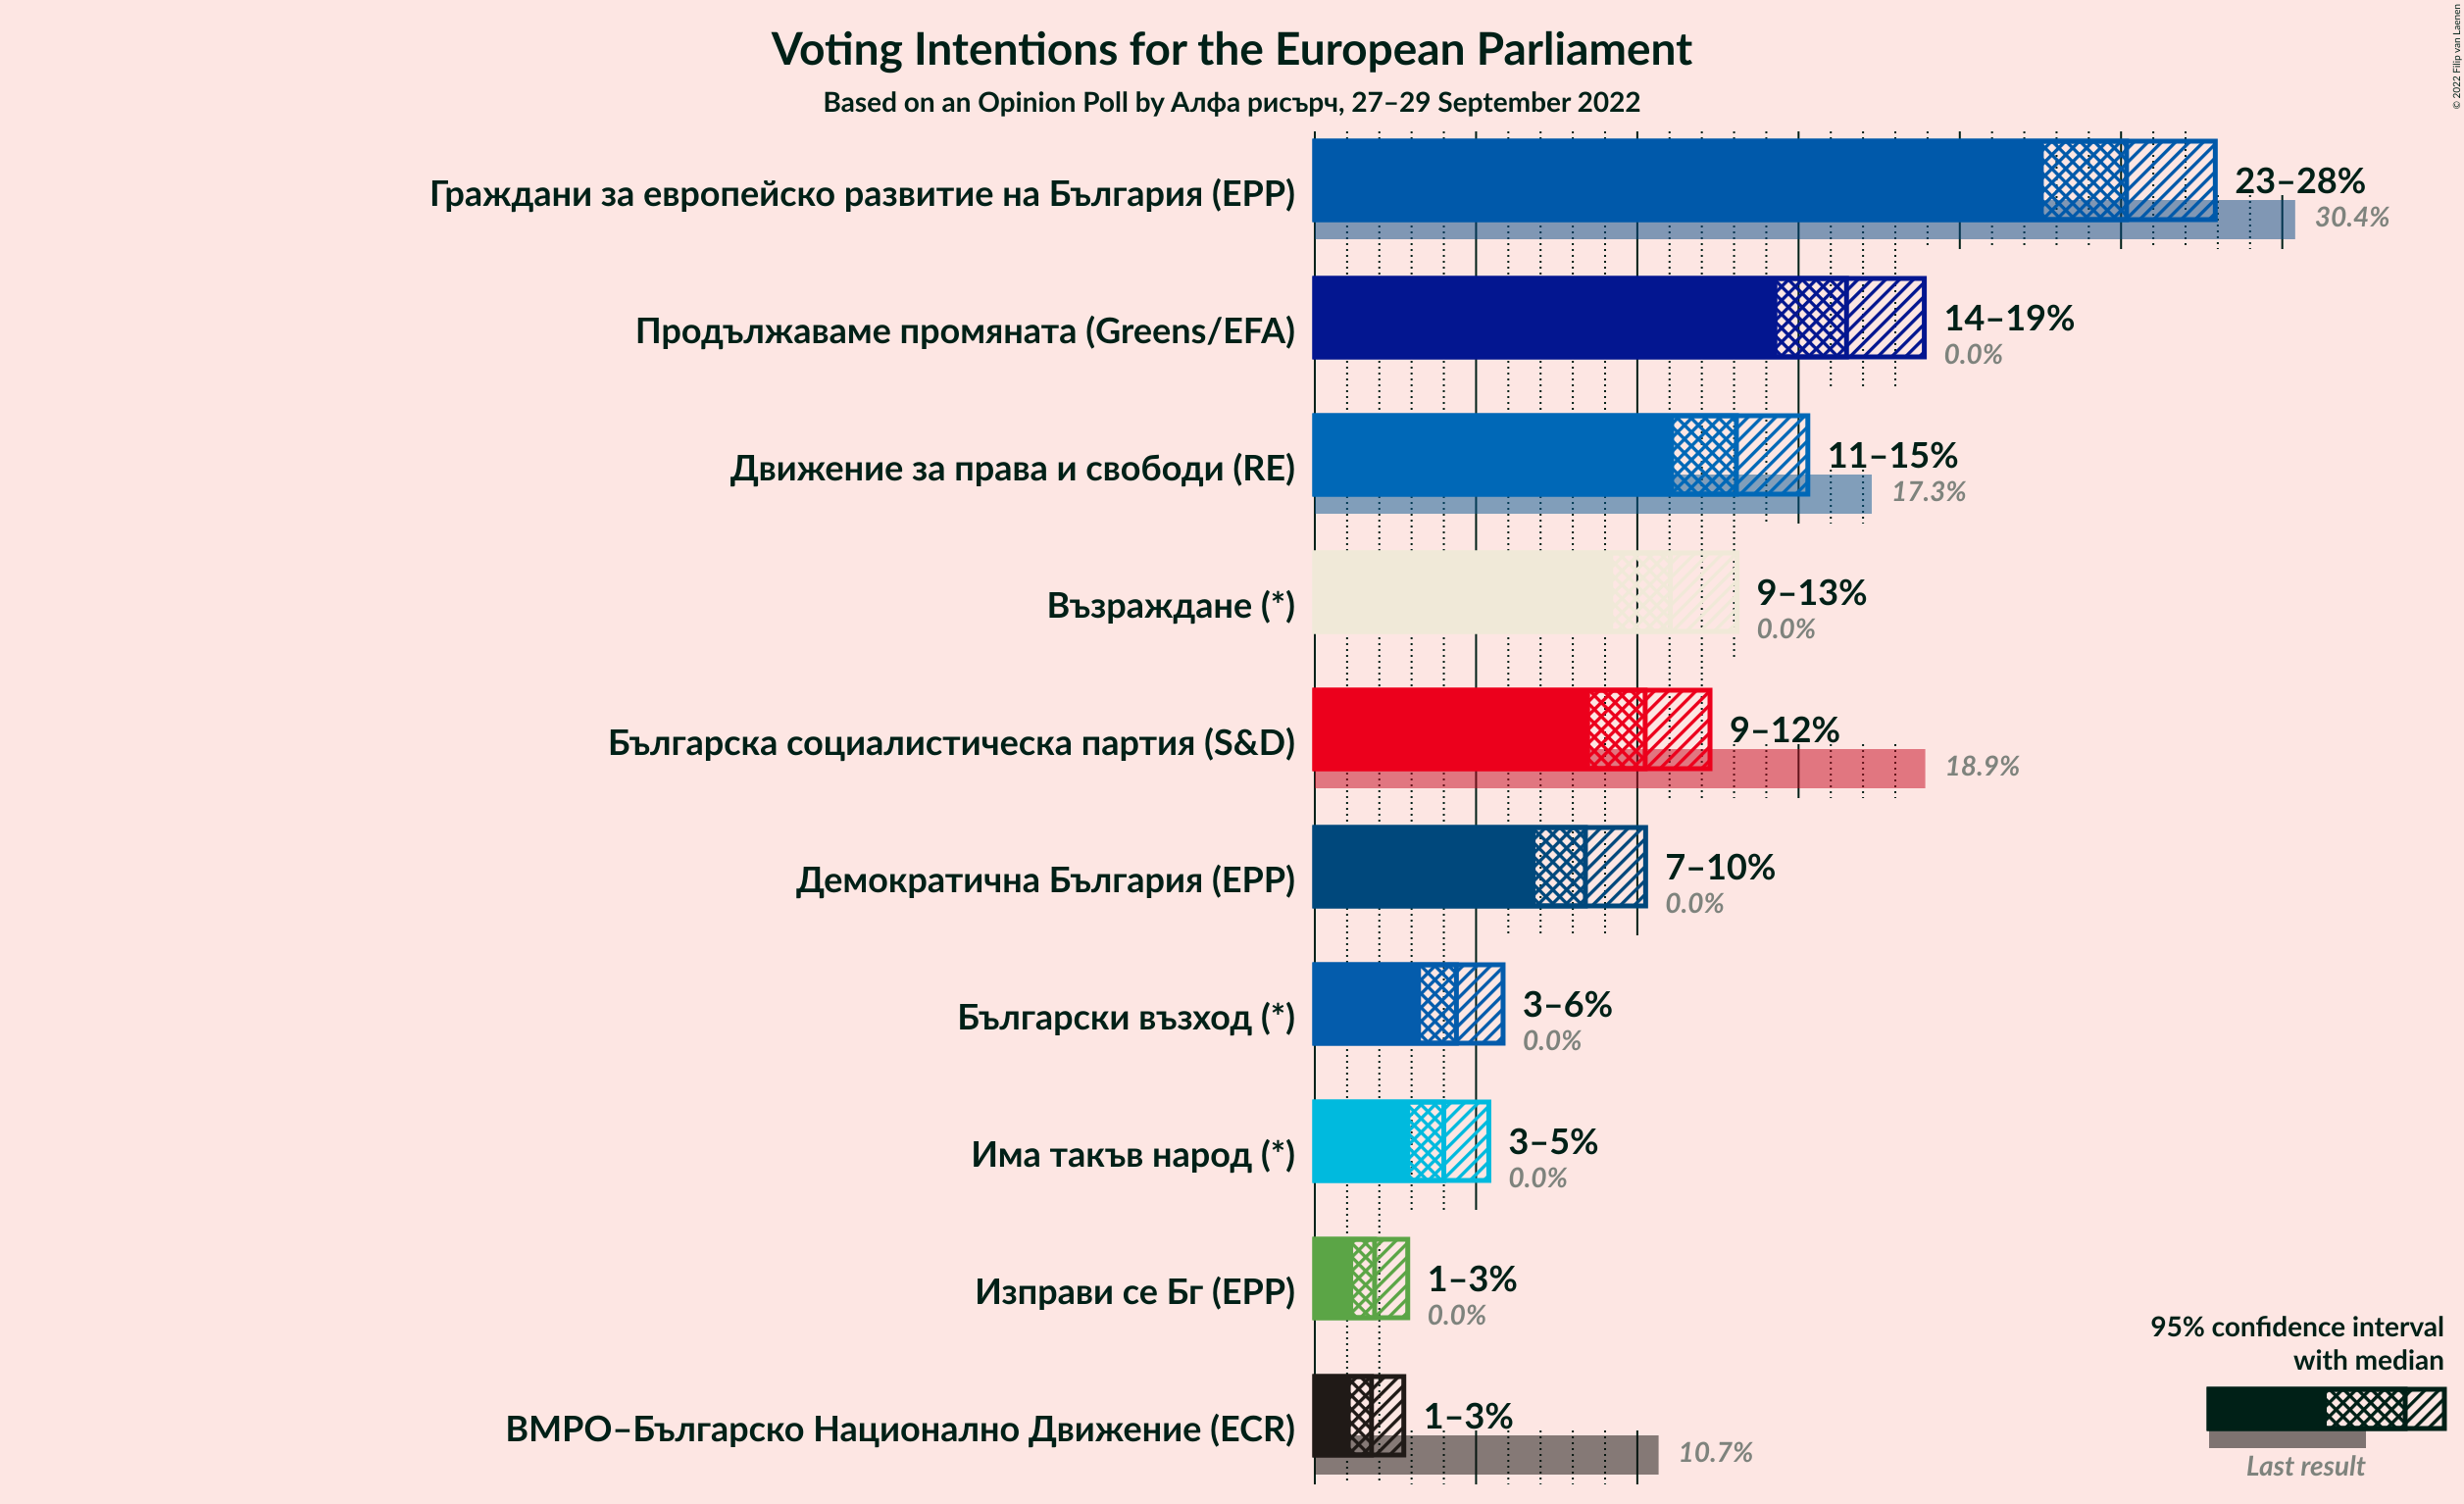 © 2022 Filip van Laenen
Voting Intentions for the European Parliament
Based on an Opinion Poll by Алфа рисърч, 27–29 September 2022
Граждани за европейско развитие на България (EPP)
23–28%
30.4%
Продължаваме промяната (Greens/EFA)
14–19%
0.0%
Движение за права и свободи (RE)
11–15%
17.3%
Възраждане (*)
9–13%
0.0%
Българска социалистическа партия (S&D)
9–12%
18.9%
Демократична България (EPP)
7–10%
0.0%
Български възход (*)
3–6%
0.0%
Има такъв народ (*)
3–5%
0.0%
Изправи се Бг (EPP)
1–3%
0.0%
ВМРО–Българско Национално Движение (ECR)
1–3%
10.7%
95% confidence interval
with median
Last result